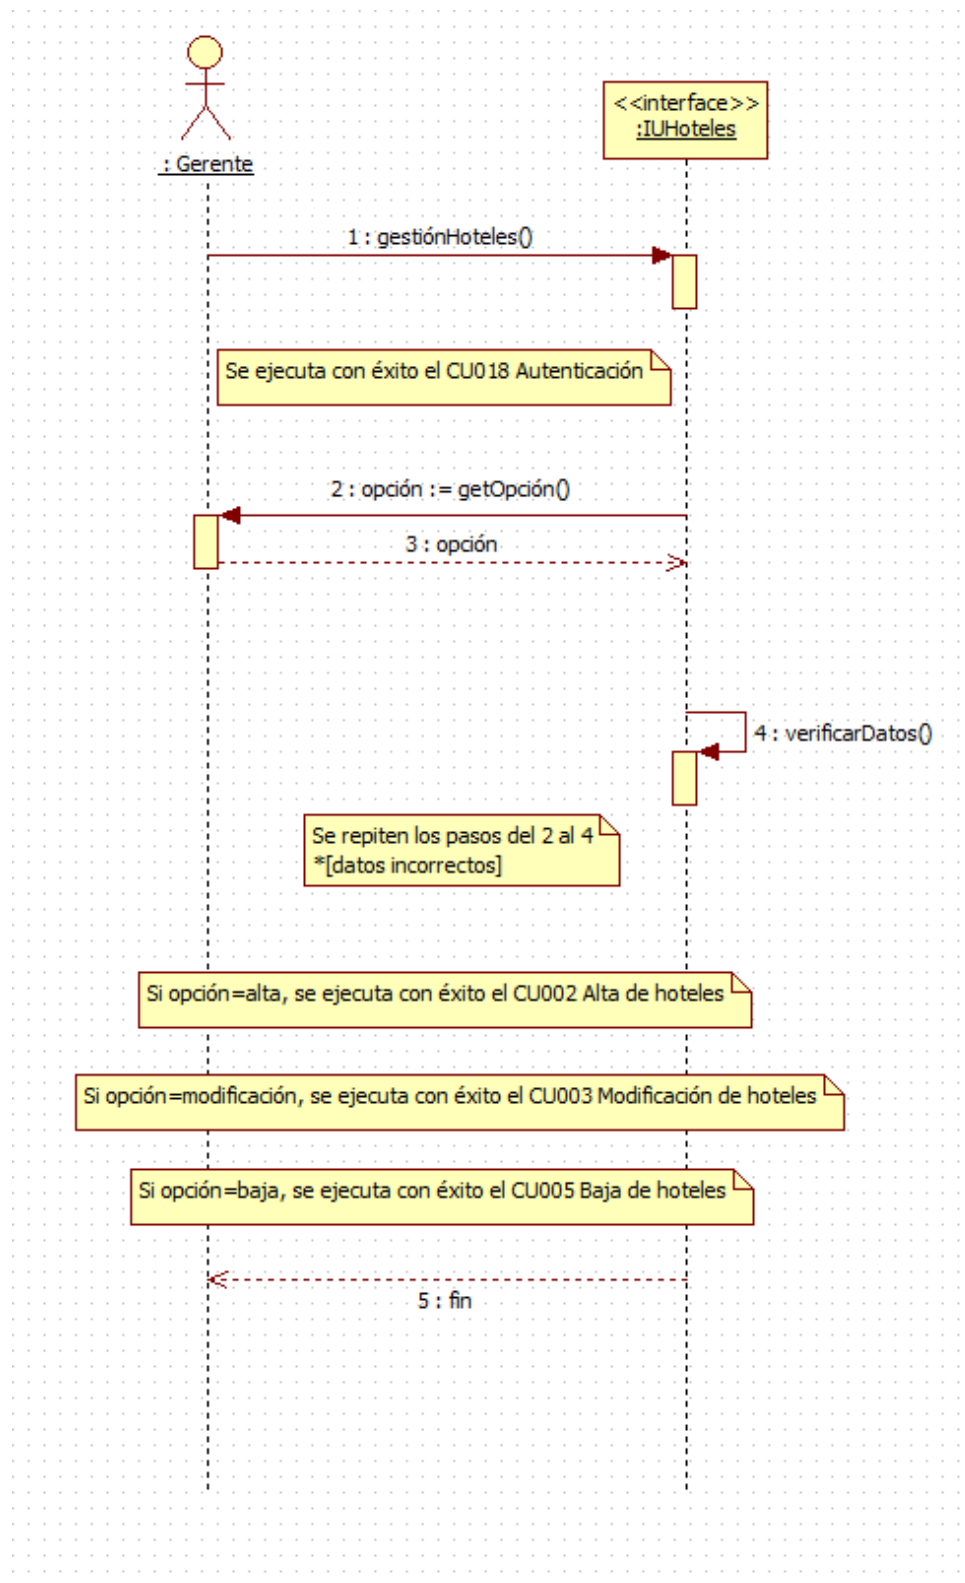 <<interface>>
:IUHoteles
: Gerente
1 : gestiónHoteles()
Se ejecuta con éxito el CU018 Autenticación
2 : opción := getOpción()
3 : opción
4 : verificarDatos()
Se repiten los pasos del 2 al 4
*[datos incorrectos]
Si opción=alta, se ejecuta con éxito el CU002 Alta de hoteles
Si opción=modificación, se ejecuta con éxito el CU003 Modificación de hoteles
Si opción=baja, se ejecuta con éxito el CU005 Baja de hoteles
5 : fin